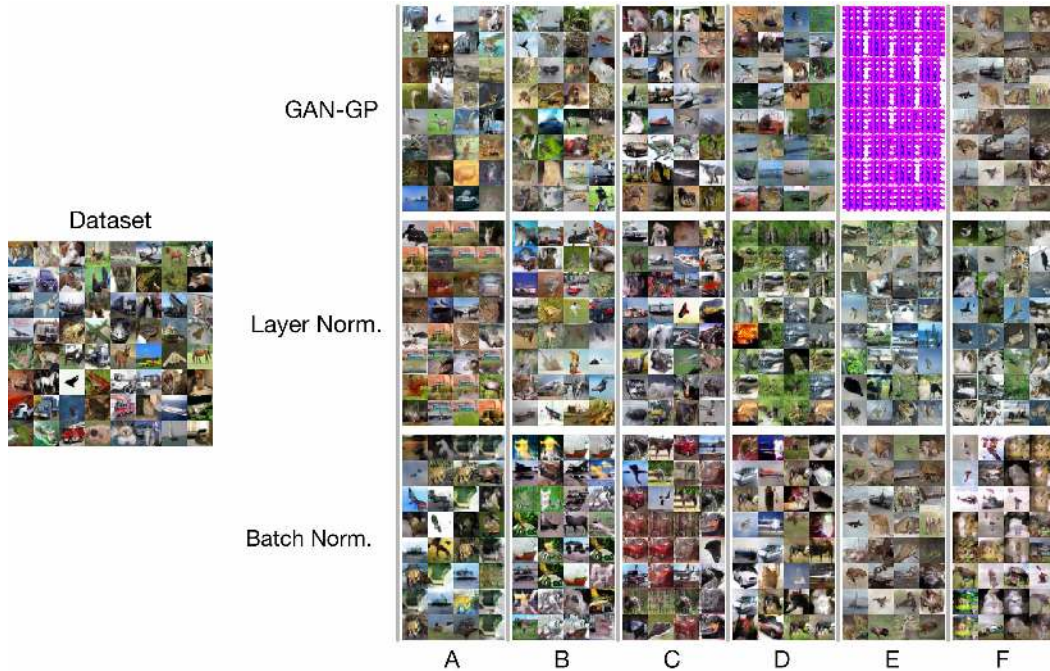 GAN-GP
Dataset
Layer Norm.
Batch Norm.
A B C D E F